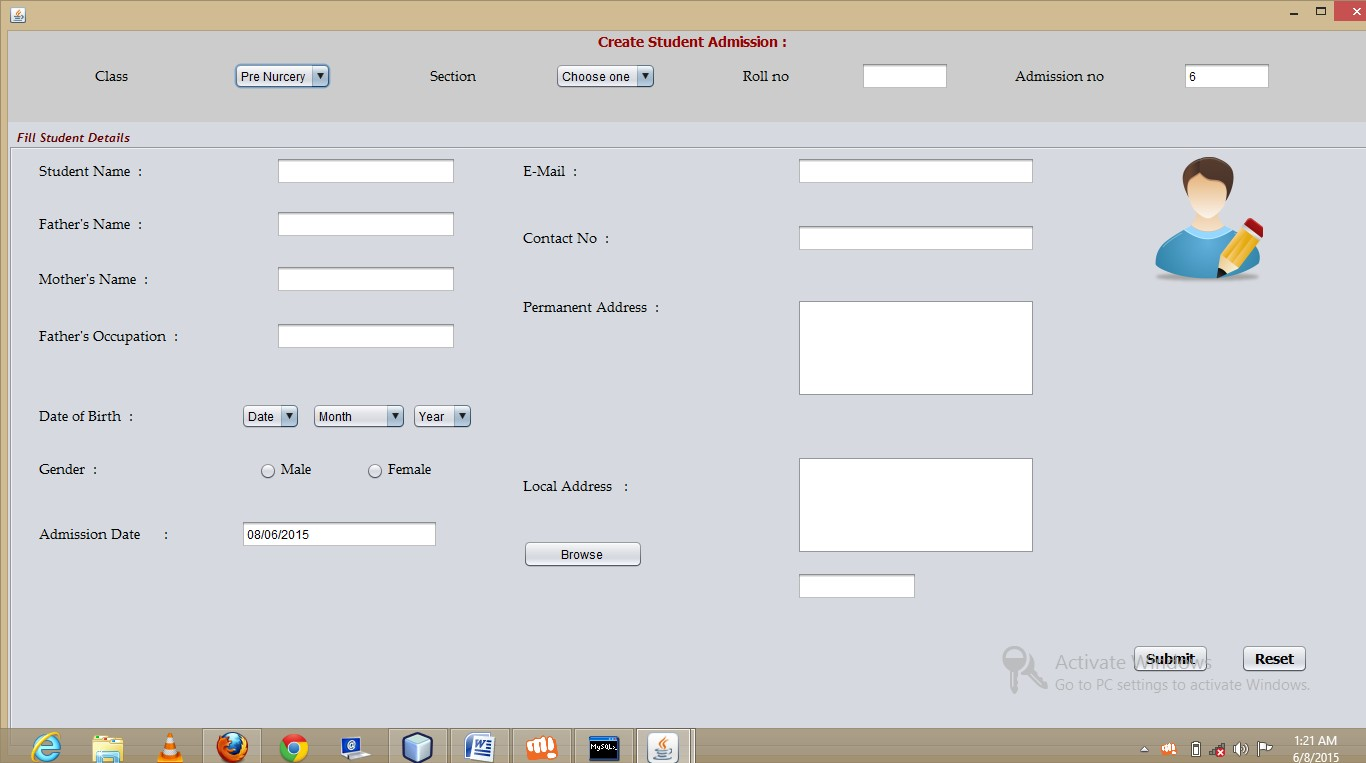 Create Student Admission :
Class Pre Nurcery Section Choose one Roll no Admission no 6
Fill Student Details
Student Name : E-Mail :
Father's Name :
Contact No :
Mother's Name :
Permanent Address :
Father's Occupation :
Date of Birth : Date Month Year
Gender : Male Female
Local Address :
Admission Date : 08/06/2015
Browse
Submit Reset
Activate Windows
Go to PC settings to activate Windows.
MySQL
1:21 AM
6/8/2015